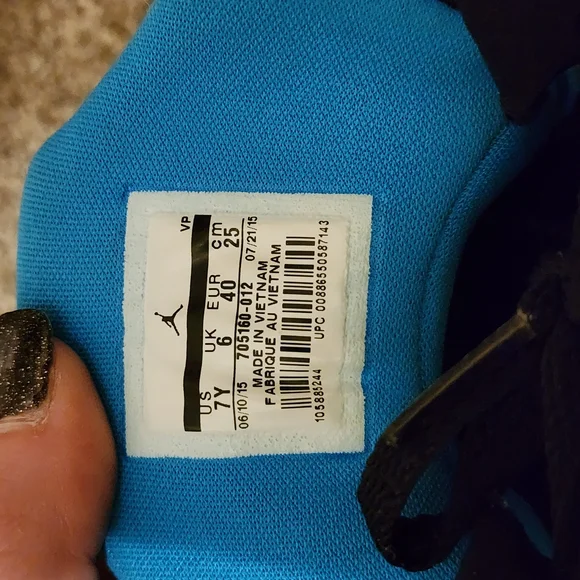 VP
US UK EUR cm
7Y 6 40 25
06/10/15 705160-012 07/21/15
MADE IN VIETNAM
FABRIQUE AU VIETNAM
105885244 UPC 00886550587143